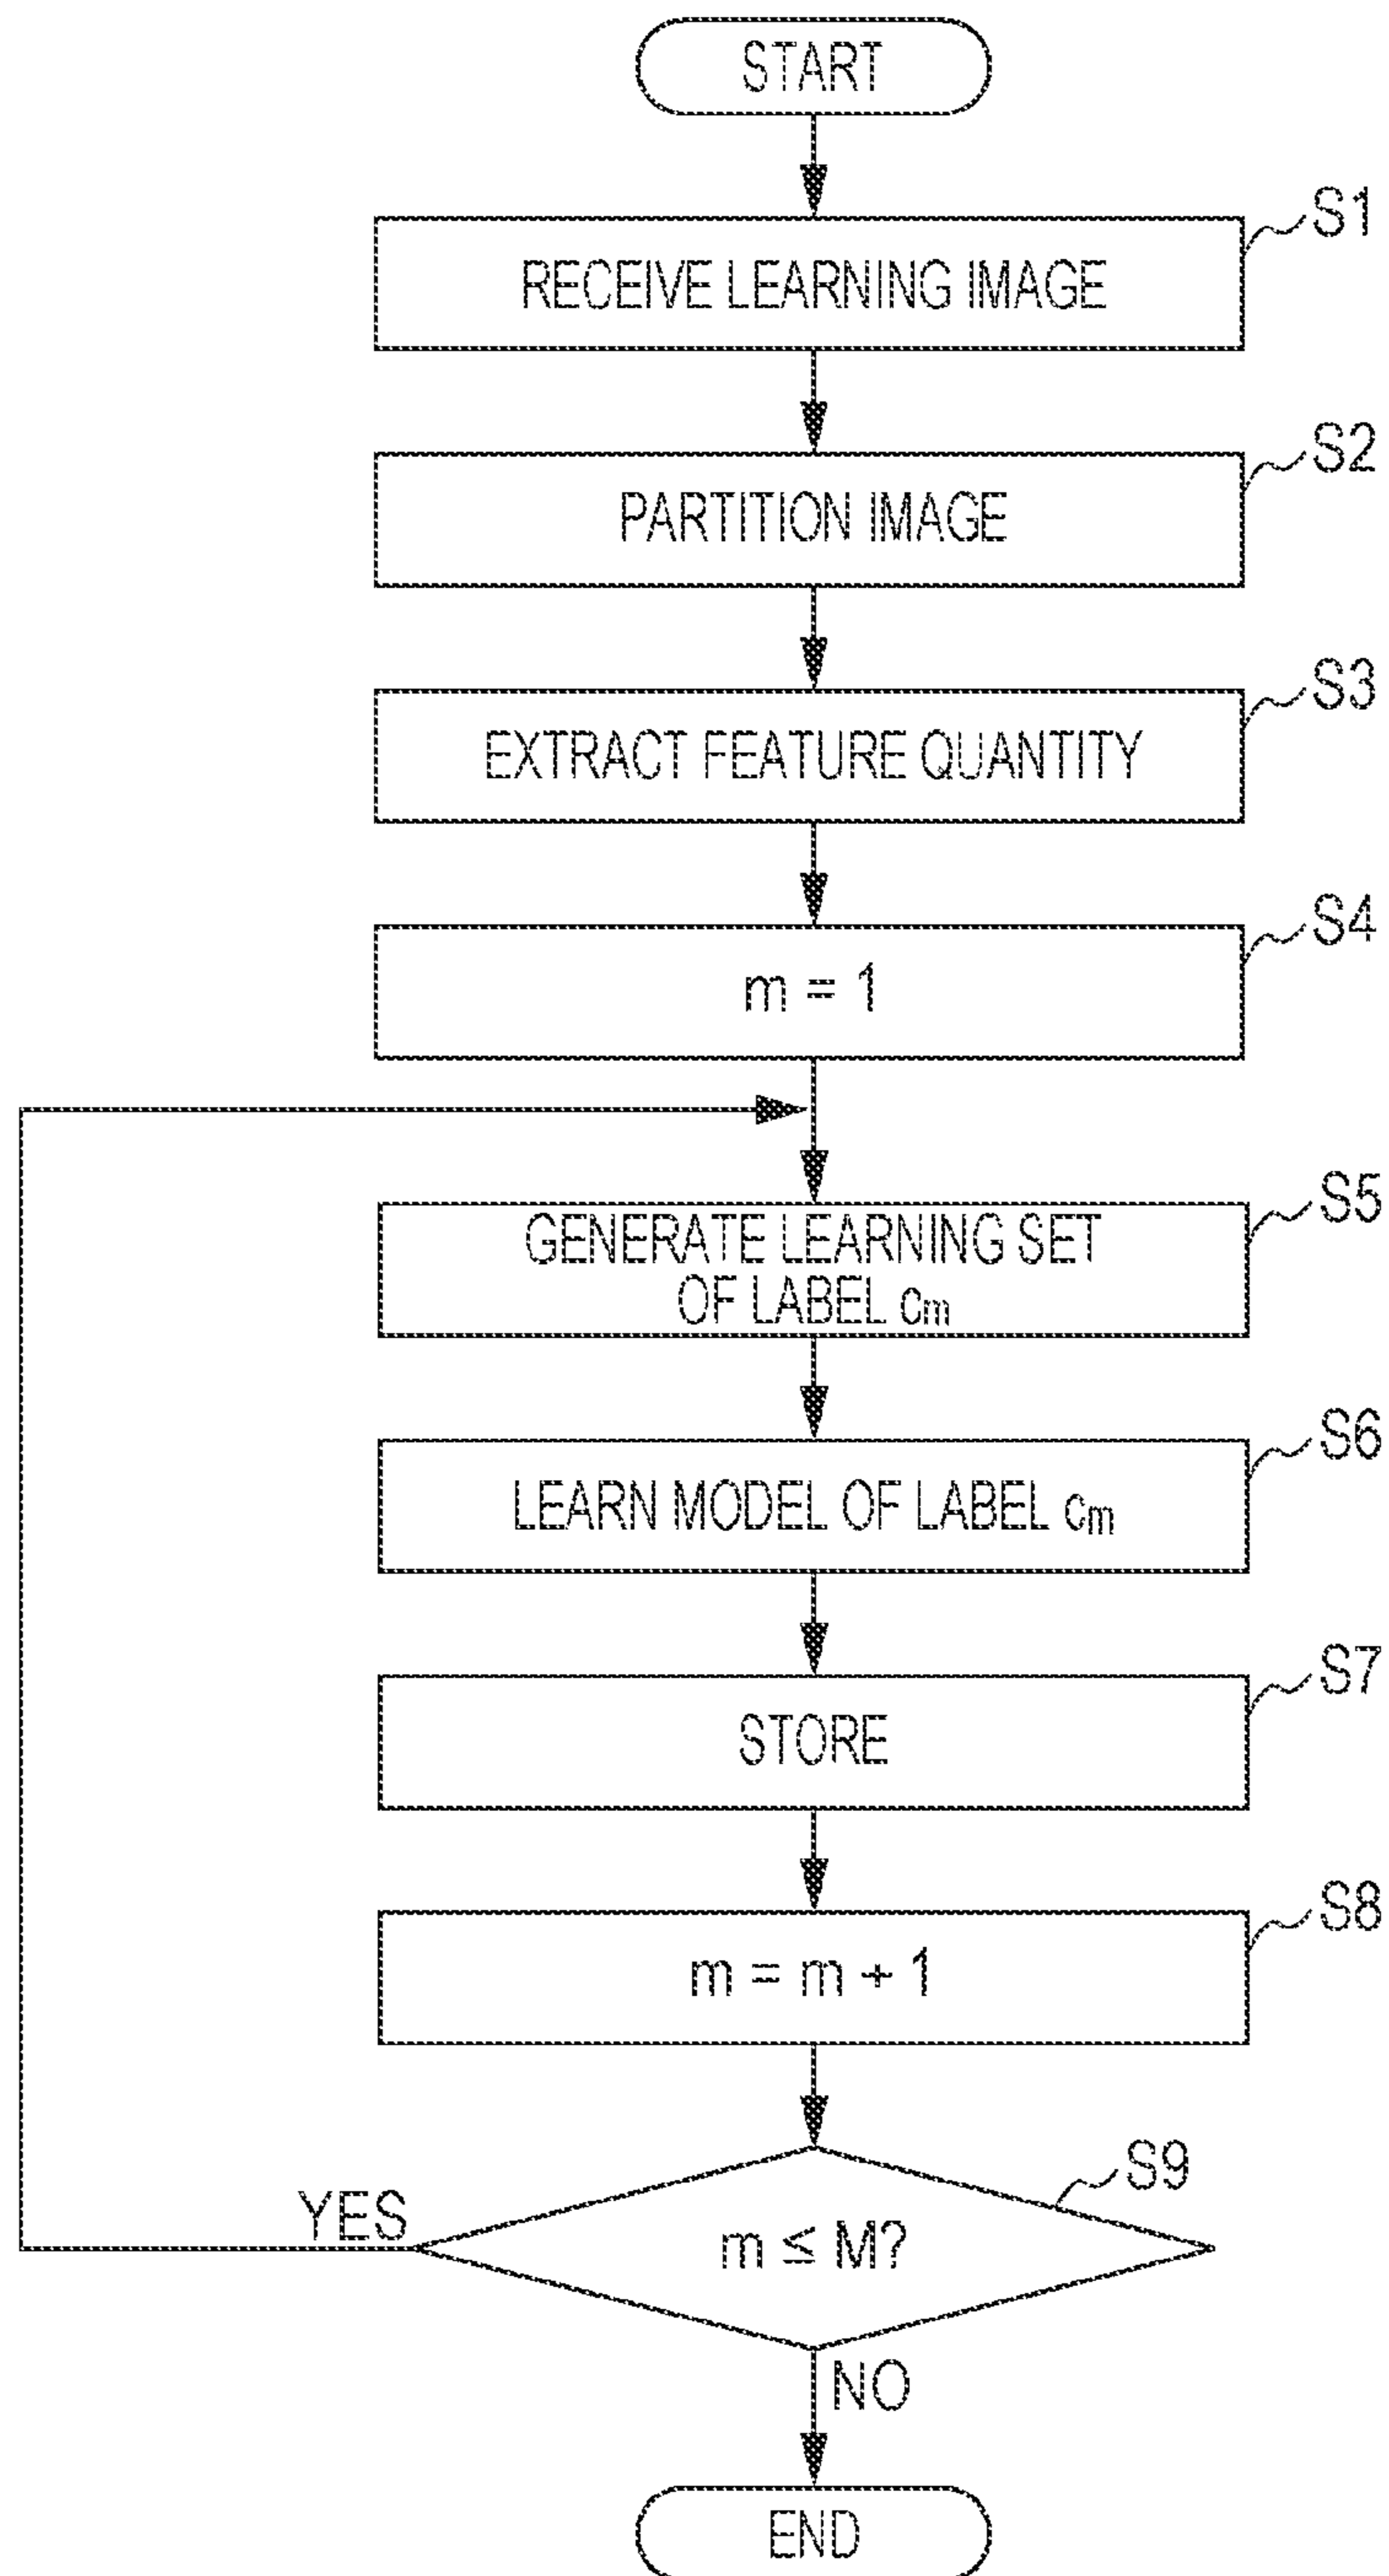 START
S1
RECEIVE LEARNING IMAGE
S2
PARTITION IMAGE
S3
EXTRACT FEATURE QUANTITY
S4
m = 1
S5
GENERATE LEARNING SET
OF LABEL cm
S6
LEARN MODEL OF LABEL cm
S7
STORE
S8
m = m + 1
S9
YES
m ≤ M?
NO
END